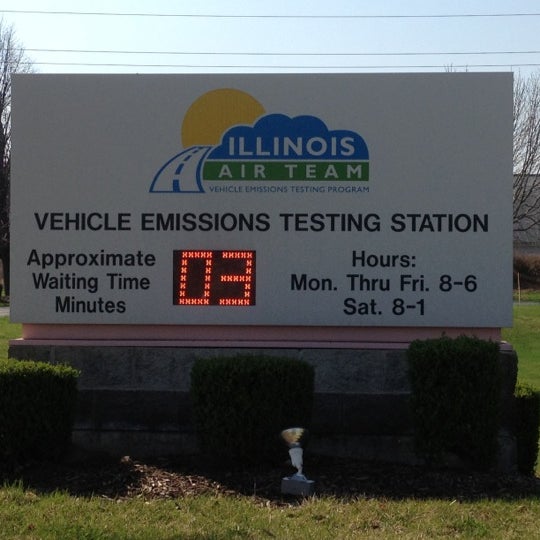 ILLINOIS
AIR TEAM
VEHICLE EMISSIONS TESTING PROGRAM
VEHICLE EMISSIONS TESTING STATION
Approximate
Waiting Time
Minutes
03
Hours:
Mon. Thru Fri. 8-6
Sat. 8-1